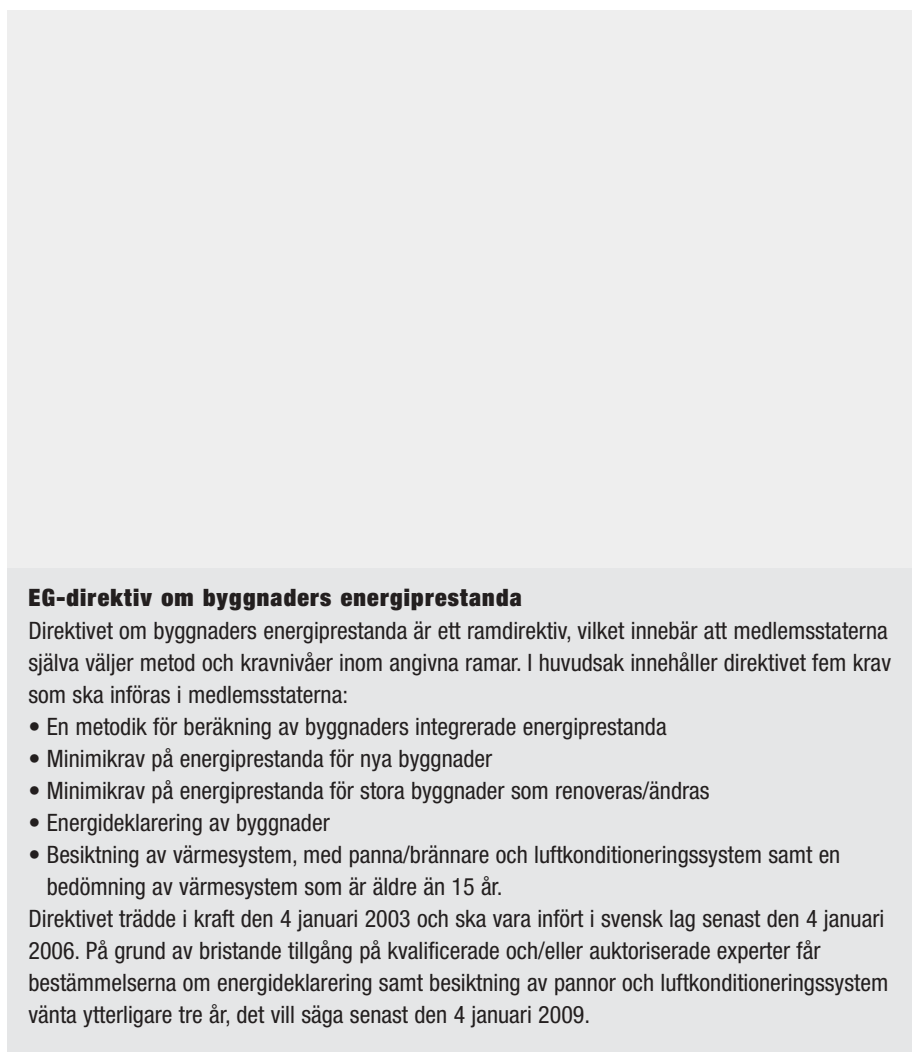 EG-direktiv om byggnaders energiprestanda
Direktivet om byggnaders energiprestanda är ett ramdirektiv, vilket innebär att medlemsstaterna
själva väljer metod och kravnivåer inom angivna ramar. I huvudsak innehåller direktivet fem krav
som ska införas i medlemsstaterna:
• En metodik för beräkning av byggnaders integrerade energiprestanda
• Minimikrav på energiprestanda för nya byggnader
• Minimikrav på energiprestanda för stora byggnader som renoveras/ändras
• Energideklarering av byggnader
• Besiktning av värmesystem, med panna/brännare och luftkonditioneringssystem samt en
bedömning av värmesystem som är äldre än 15 år.
Direktivet trädde i kraft den 4 januari 2003 och ska vara infört i svensk lag senast den 4 januari
2006. På grund av bristande tillgång på kvalificerade och/eller auktoriserade experter får
bestämmelserna om energideklarering samt besiktning av pannor och luftkonditioneringssystem
vänta ytterligare tre år, det vill säga senast den 4 januari 2009.